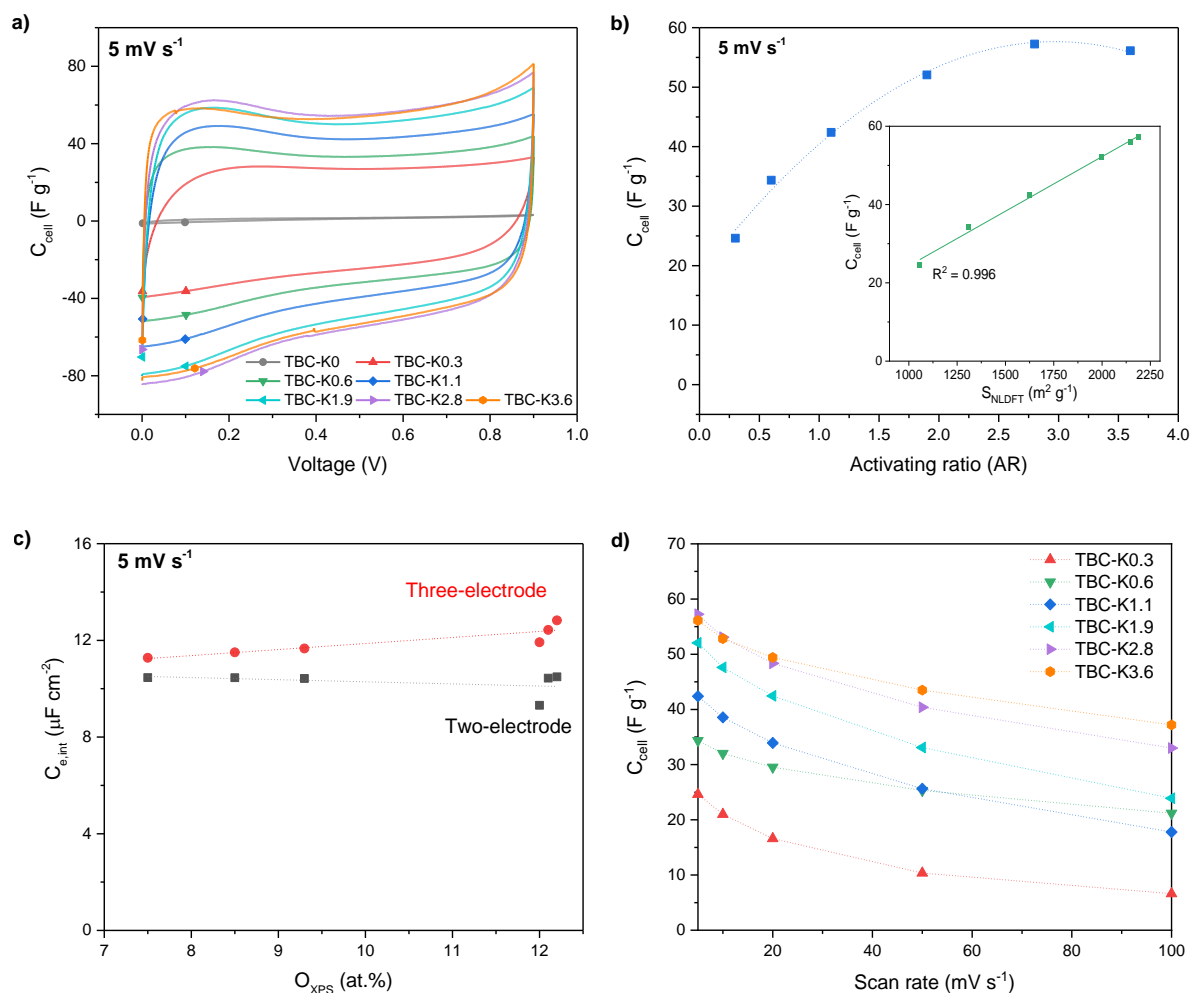 a)
5 mV s⁻¹
80
40
0
-40
-80
C_cell (F g⁻¹)
TBC-K0 TBC-K0.3
TBC-K0.6 TBC-K1.1
TBC-K1.9 TBC-K2.8 TBC-K3.6
0.0 0.2 0.4 0.6 0.8 1.0
Voltage (V)
b)
5 mV s⁻¹
60
50
40
30
20
10
0
C_cell (F g⁻¹)
60
40
20
0
C_cell (F g⁻¹)
R² = 0.996
1000 1250 1500 1750 2000 2250
S_NLDFT (m² g⁻¹)
0.0 0.5 1.0 1.5 2.0 2.5 3.0 3.5 4.0
Activating ratio (AR)
c)
5 mV s⁻¹
16
12
8
4
0
C_e,int (µF cm⁻²)
Three-electrode
Two-electrode
7 8 9 10 11 12
O_XPS (at.%)
d)
70
60
50
40
30
20
10
0
C_cell (F g⁻¹)
TBC-K0.3
TBC-K0.6
TBC-K1.1
TBC-K1.9
TBC-K2.8
TBC-K3.6
20 40 60 80 100
Scan rate (mV s⁻¹)